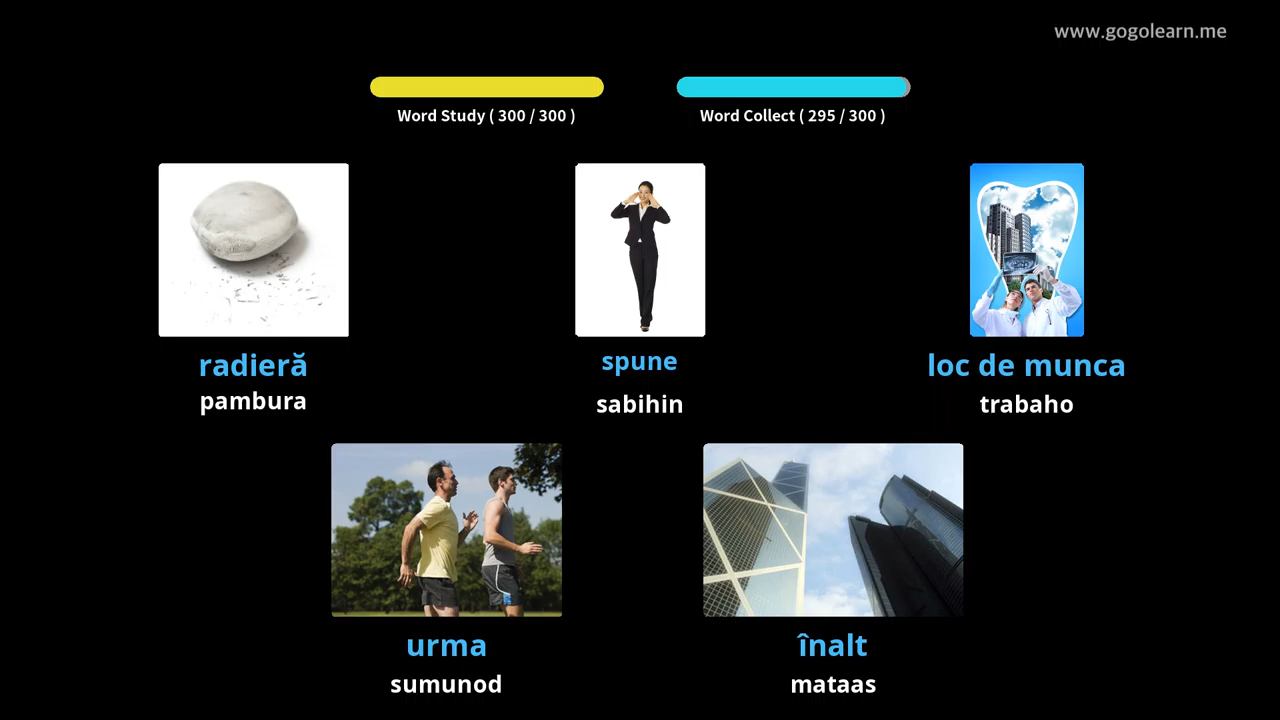 www.gogolearn.me
Word Study ( 300 / 300 )
Word Collect ( 295 / 300 )
radieră
pambura
spune
sabihin
loc de munca
trabaho
urma
sumunod
înalt
mataas